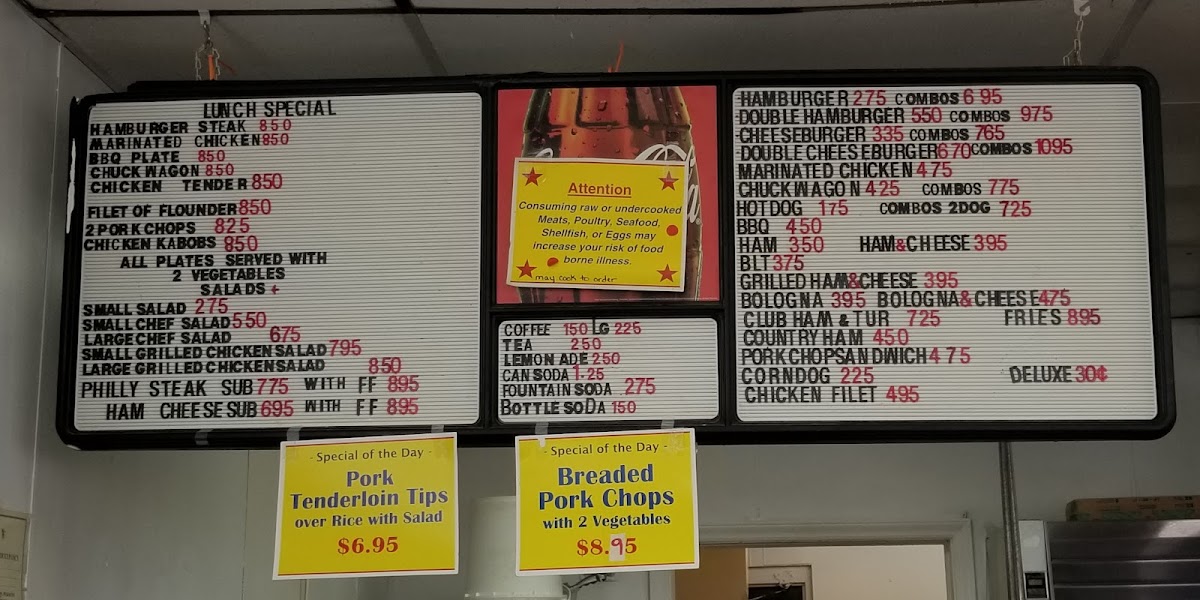 LUNCH SPECIAL
HAMBURGER STEAK 850
MARINATED CHICKEN 850
BBQ PLATE 850
CHUCK WAGON 850
CHICKEN TENDER 850
FILET OF FLOUNDER 850
2 PORK CHOPS 825
CHICKEN KABOBS 850
ALL PLATES SERVED WITH
2 VEGETABLES
SALADS +
SMALL SALAD 275
SMALL CHEF SALAD 550
LARGE CHEF SALAD 675
SMALL GRILLED CHICKEN SALAD 795
LARGE GRILLED CHICKEN SALAD 850
PHILLY STEAK SUB 775 WITH FF 895
HAM CHEESE SUB 695 WITH FF 895
Attention
Consuming raw or undercooked
Meats, Poultry, Seafood,
Shellfish, or Eggs may
increase your risk of food
borne illness.
may cook to order
COFFEE 150 LG 225
TEA 250
LEMON ADE 250
CAN SODA 1-25
FOUNTAIN SODA 275
BOTTLE SODA 150
HAMBURGER 275 COMBOS 695
DOUBLE HAMBURGER 550 COMBOS 975
CHEESEBURGER 335 COMBOS 765
DOUBLE CHEESEBURGER 670 COMBOS 1095
MARINATED CHICKEN 475
CHUCKWAGON 425 COMBOS 775
HOT DOG 175 COMBOS 2DOG 725
BBQ 450
HAM 350 HAM&CHEESE 395
BLT 375
GRILLED HAM&CHEESE 395
BOLOGNA 395 BOLOGNA&CHEESE 475
CLUB HAM & TUR 725 FRIES 895
COUNTRY HAM 450
PORKCHOP SANDWICH 475
CORNDOG 225 DELUXE 30¢
CHICKEN FILET 495
- Special of the Day -
Pork
Tenderloin Tips
over Rice with Salad
$6.95
- Special of the Day -
Breaded
Pork Chops
with 2 Vegetables
$8.95